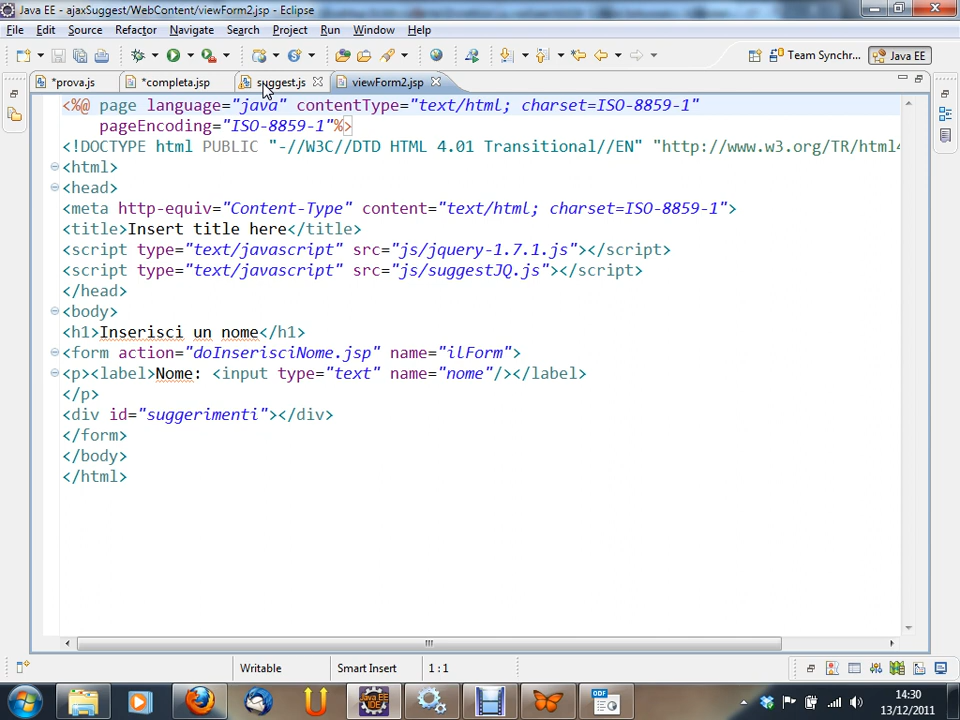 Java EE - ajaxSuggest/WebContent/viewForm2.jsp - Eclipse
File Edit Source Refactor Navigate Search Project Run Window Help
Team Synchr... Java EE
*prova.js *completa.jsp suggest.js viewForm2.jsp
<%@ page language="java" contentType="text/html; charset=ISO-8859-1"
pageEncoding="ISO-8859-1"%>
<!DOCTYPE html PUBLIC "-//W3C//DTD HTML 4.01 Transitional//EN" "http://www.w3.org/TR/html4
<html>
<head>
<meta http-equiv="Content-Type" content="text/html; charset=ISO-8859-1">
<title>Insert title here</title>
<script type="text/javascript" src="js/jquery-1.7.1.js"></script>
<script type="text/javascript" src="js/suggestJQ.js"></script>
</head>
<body>
<h1>Inserisci un nome</h1>
<form action="doInserisciNome.jsp" name="ilForm">
<p><label>Nome: <input type="text" name="nome"/></label>
</p>
<div id="suggerimenti"></div>
</form>
</body>
</html>
Writable Smart Insert 1 : 1
Java EE IDE ODF 14:30
13/12/2011